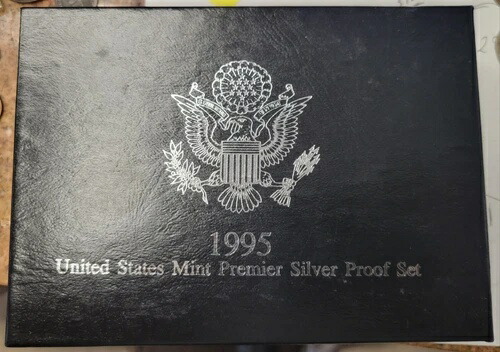 1995
United States Mint Premier Silver Proof Set